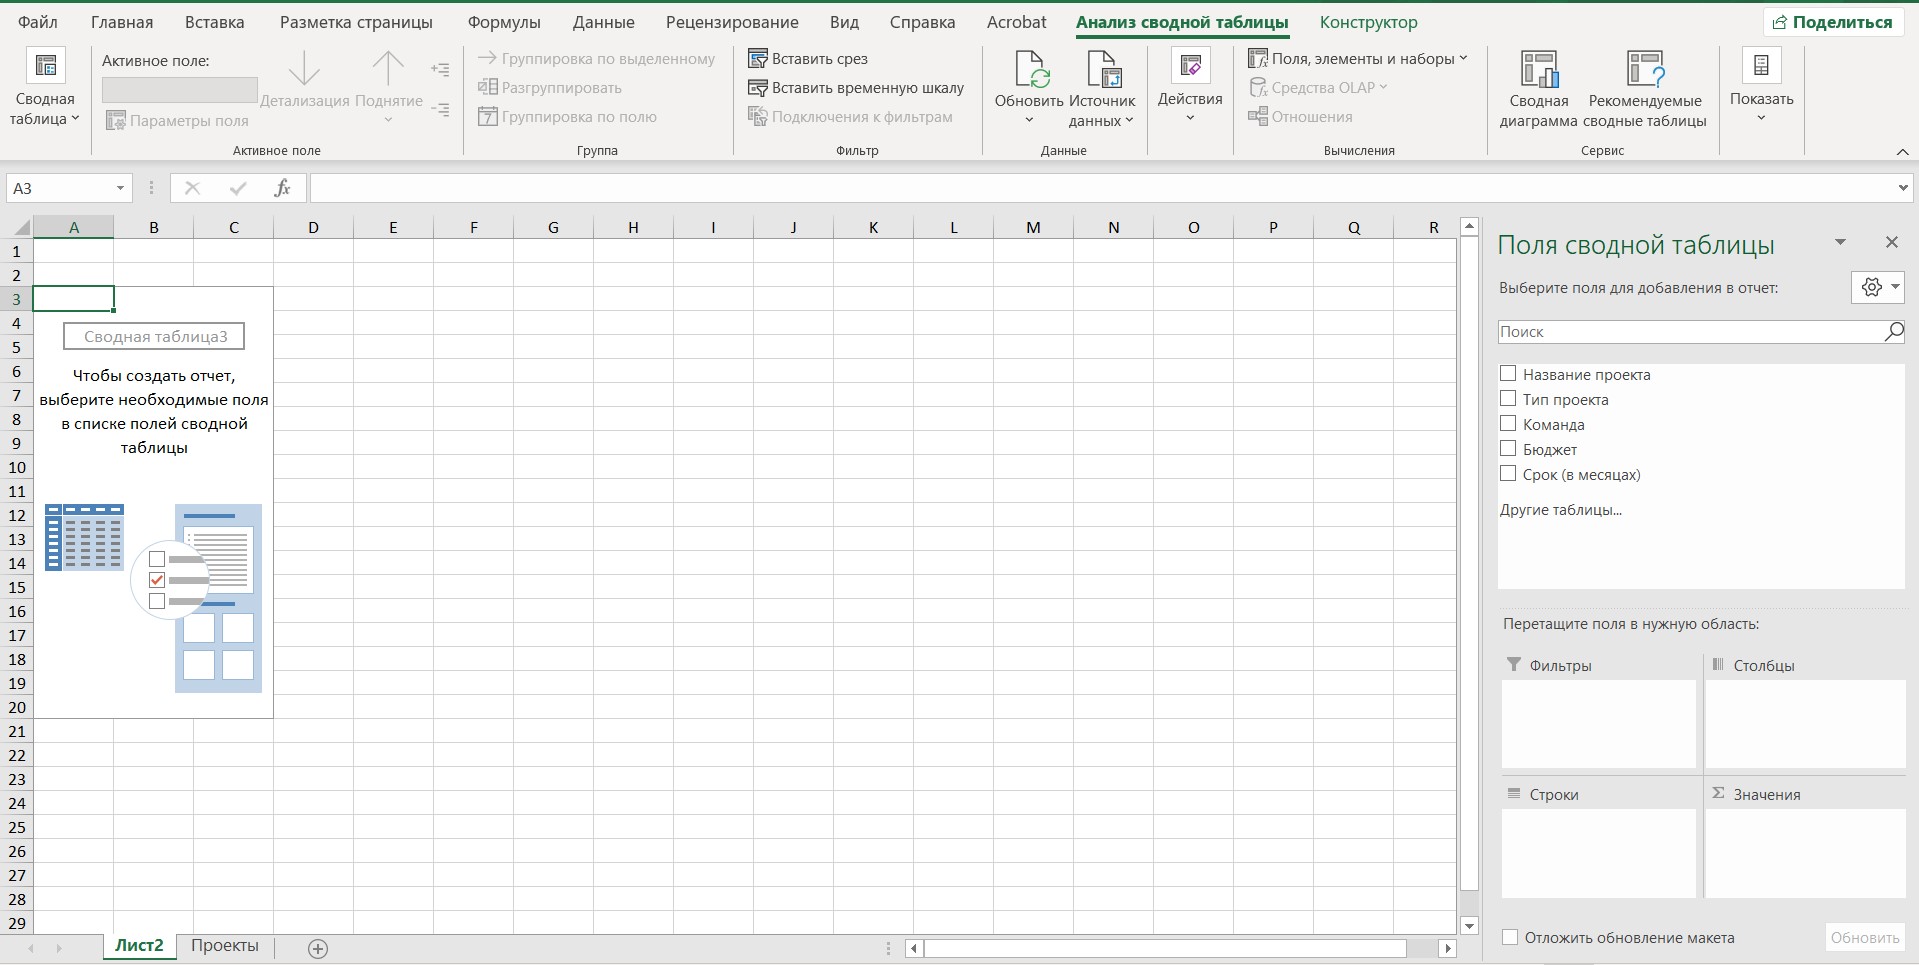 Файл Главная Вставка Разметка страницы Формулы Данные Рецензирование Вид Справка Acrobat Анализ сводной таблицы Конструктор Поделиться
Сводная
таблица
Активное поле:
Параметры поля
Детализация Поднятие
Активное поле
Группировка по выделенному
Разгруппировать
7 Группировка по полю
Группа
Вставить срез
Вставить временную шкалу
Подключения к фильтрам
Фильтр
Обновить Источник
данных
Данные
Действия
fx Поля, элементы и наборы
fx Средства OLAP
Отношения
Вычисления
Сводная
диаграмма
Рекомендуемые
сводные таблицы
Сервис
Показать
A3 fx
A B C D E F G H I J K L M N O P Q R
1
2
3
4
5
6
7
8
9
10
11
12
13
14
15
16
17
18
19
20
21
22
23
24
25
26
27
28
29
Сводная таблица3
Чтобы создать отчет,
выберите необходимые поля
в списке полей сводной
таблицы
Поля сводной таблицы
Выберите поля для добавления в отчет:
Поиск
Название проекта
Тип проекта
Команда
Бюджет
Срок (в месяцах)
Другие таблицы...
Перетащите поля в нужную область:
Фильтры Столбцы
Строки Σ Значения
Отложить обновление макета Обновить
Лист2 Проекты